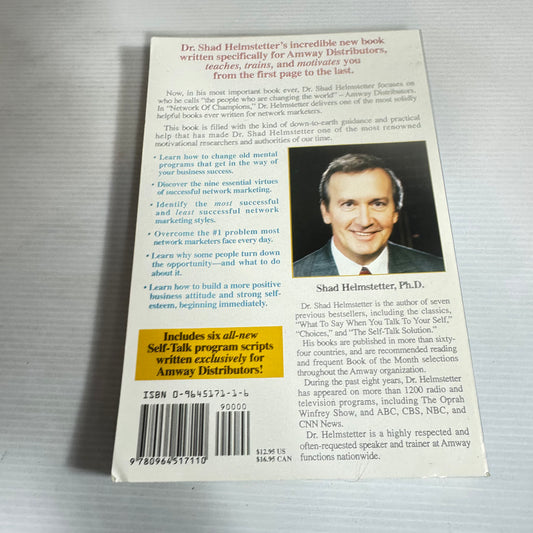 Dr. Shad Helmstetter's incredible new book
written specifically for Amway Distributors,
teaches, trains, and motivates you
from the first page to the last.
Now, in his most important book ever, Dr. Shad Helmstetter focuses on
who he calls "the people who are changing the world" – Amway Distributors.
In "Network Of Champions," Dr. Helmstetter delivers one of the most solidly
helpful books ever written for network marketers.
This book is filled with the kind of down-to-earth guidance and practical
help that has made Dr. Shad Helmstetter one of the most renowned
motivational researchers and authorities of our time.
• Learn how to change old mental
programs that get in the way of
your business success.
• Discover the nine essential virtues
of successful network marketing.
• Identify the most successful
and least successful network
marketing styles.
• Overcome the #1 problem most
network marketers face every day.
• Learn why some people turn down
the opportunity—and what to do
about it.
• Learn how to build a more positive
business attitude and strong self-
esteem, beginning immediately.
Includes six all-new
Self-Talk program scripts
written exclusively for
Amway Distributors!
ISBN 0-9645171-1-6
90000
9 780964 517110
$12.95 US
$16.95 CAN
Shad Helmstetter, Ph.D.
Dr. Shad Helmstetter is the author of seven
previous bestsellers, including the classics,
"What To Say When You Talk To Your Self,"
"Choices," and "The Self-Talk Solution."
His books are published in more than sixty-
four countries, and are recommended reading
and frequent Book of the Month selections
throughout the Amway organization.
During the past eight years, Dr. Helmstetter
has appeared on more than 1200 radio and
television programs, including The Oprah
Winfrey Show, and ABC, CBS, NBC, and
CNN News.
Dr. Helmstetter is a highly respected and
often-requested speaker and trainer at Amway
functions nationwide.